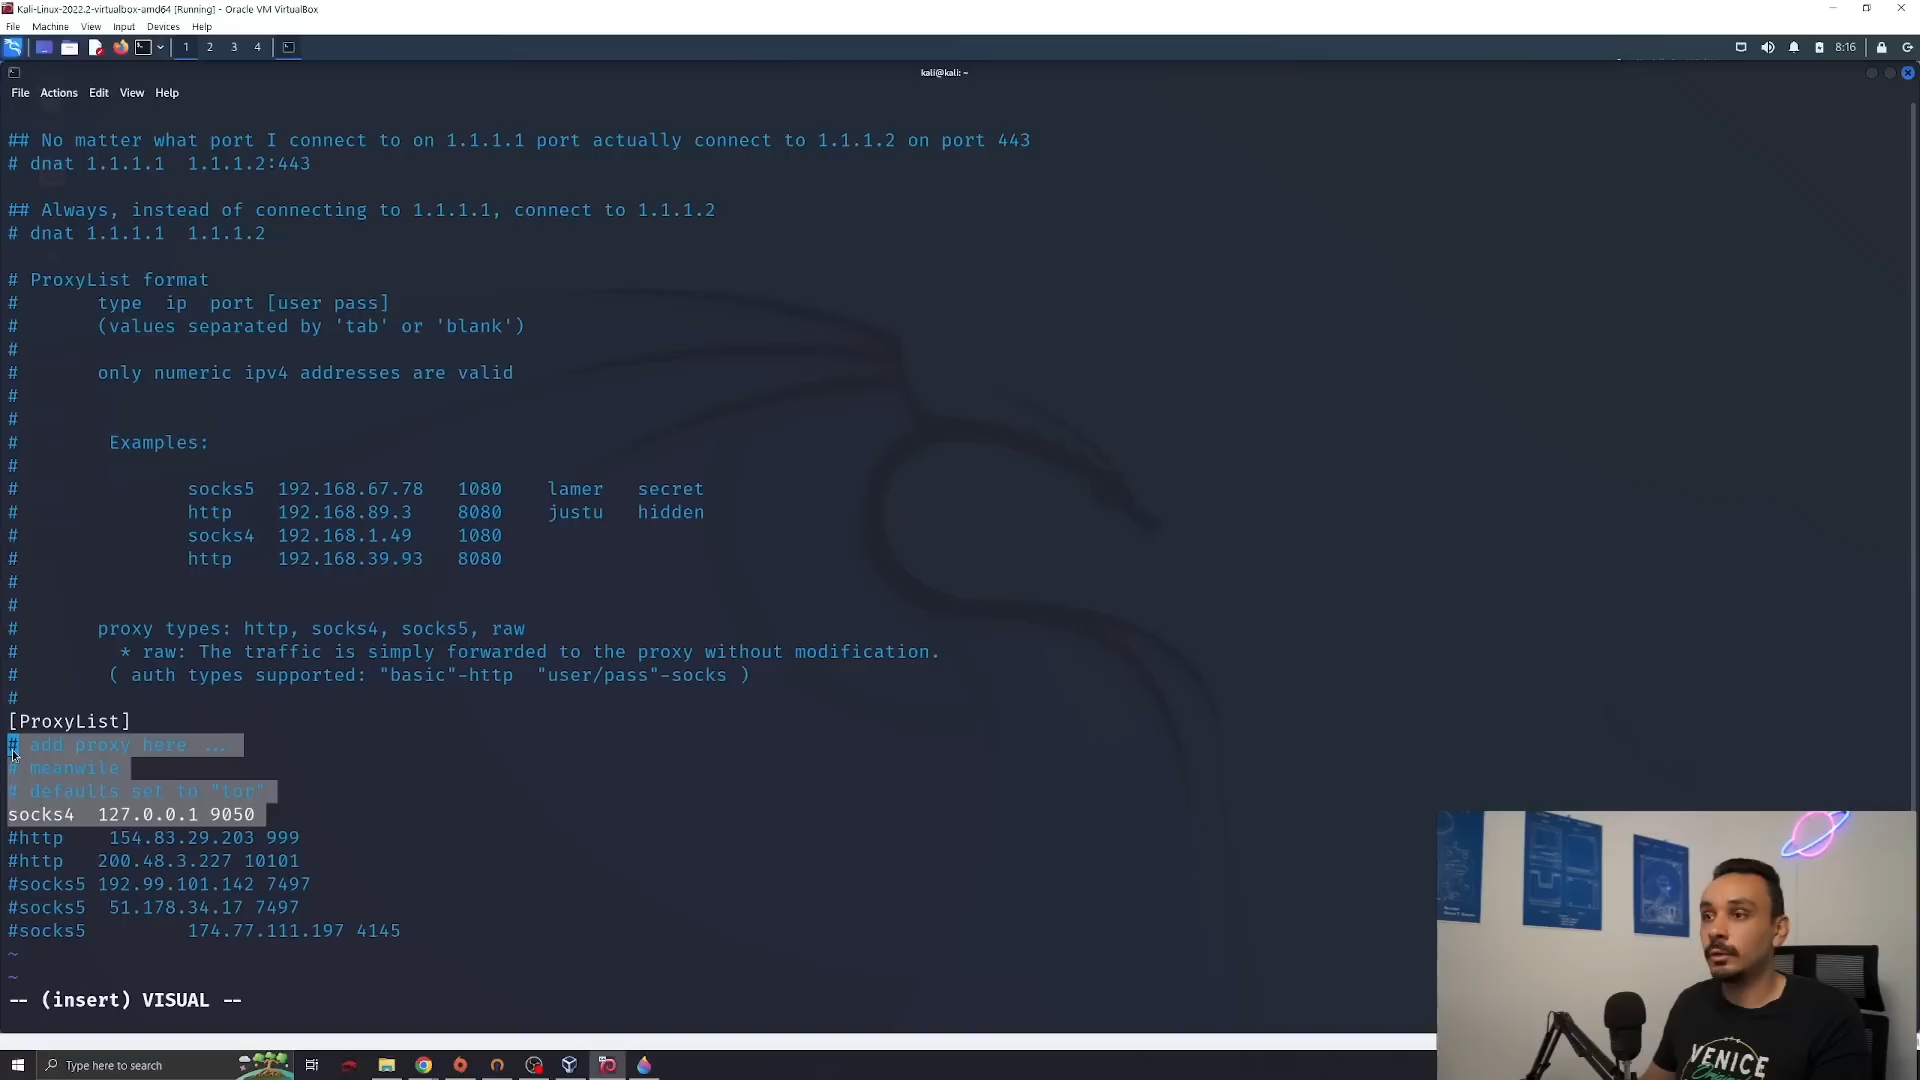 Kali-Linux-2022.2-virtualbox-amd64 [Running] - Oracle VM VirtualBox
File Machine View Input Devices Help
1 2 3 4
8:16
kali@kali: ~
File Actions Edit View Help
## No matter what port I connect to on 1.1.1.1 port actually connect to 1.1.1.2 on port 443
# dnat 1.1.1.1  1.1.1.2:443
## Always, instead of connecting to 1.1.1.1, connect to 1.1.1.2
# dnat 1.1.1.1  1.1.1.2
# ProxyList format
#       type  ip  port [user pass]
#       (values separated by 'tab' or 'blank')
#
#       only numeric ipv4 addresses are valid
#
#
#        Examples:
#
#               socks5  192.168.67.78   1080    lamer   secret
#               http    192.168.89.3    8080    justu   hidden
#               socks4  192.168.1.49    1080
#               http    192.168.39.93   8080
#
#
#       proxy types: http, socks4, socks5, raw
#         * raw: The traffic is simply forwarded to the proxy without modification.
#        ( auth types supported: "basic"-http  "user/pass"-socks )
#
[ProxyList]
# add proxy here ...
# meanwile
# defaults set to "tor"
socks4  127.0.0.1 9050
#http    154.83.29.203 999
#http   200.48.3.227 10101
#socks5 192.99.101.142 7497
#socks5  51.178.34.17 7497
#socks5         174.77.111.197 4145
~
~
-- (insert) VISUAL --
VENICE
Type here to search